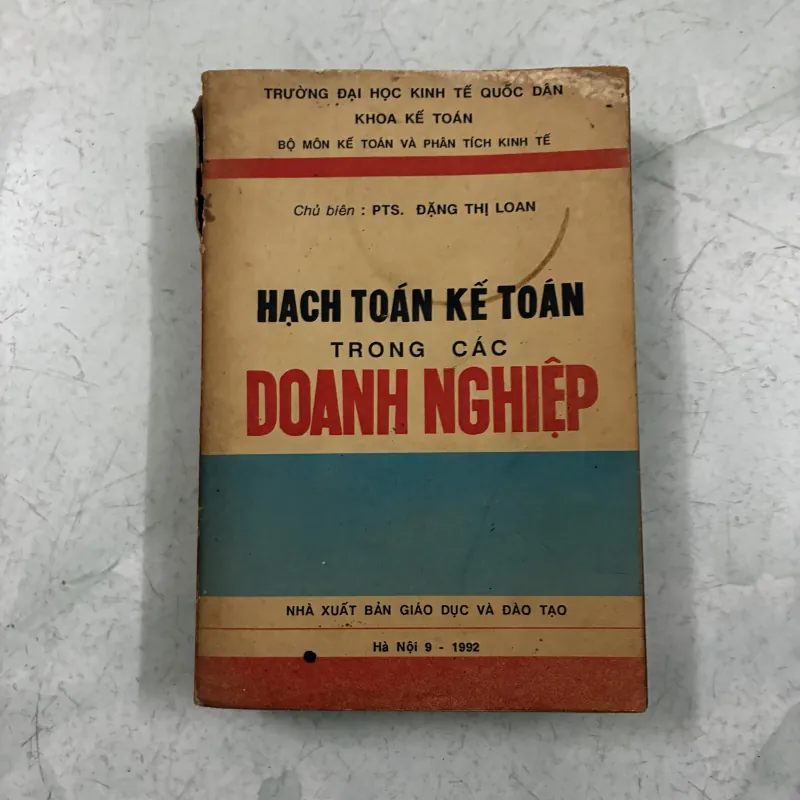 TRƯỜNG ĐẠI HỌC KINH TẾ QUỐC DÂN
KHOA KẾ TOÁN
BỘ MÔN KẾ TOÁN VÀ PHÂN TÍCH KINH TẾ
Chủ biên : PTS. ĐẶNG THỊ LOAN
HẠCH TOÁN KẾ TOÁN
TRONG CÁC
DOANH NGHIỆP
NHÀ XUẤT BẢN GIÁO DỤC VÀ ĐÀO TẠO
Hà Nội 9 - 1992